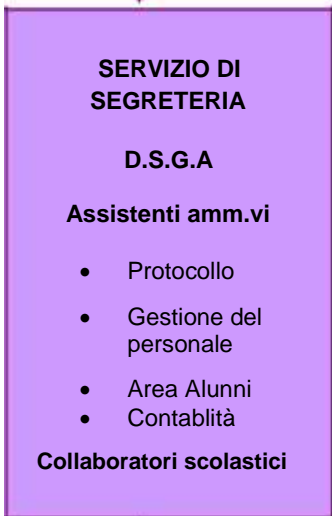 SERVIZIO DI
SEGRETERIA
D.S.G.A
Assistenti amm.vi
• Protocollo
• Gestione del
personale
• Area Alunni
• Contablità
Collaboratori scolastici